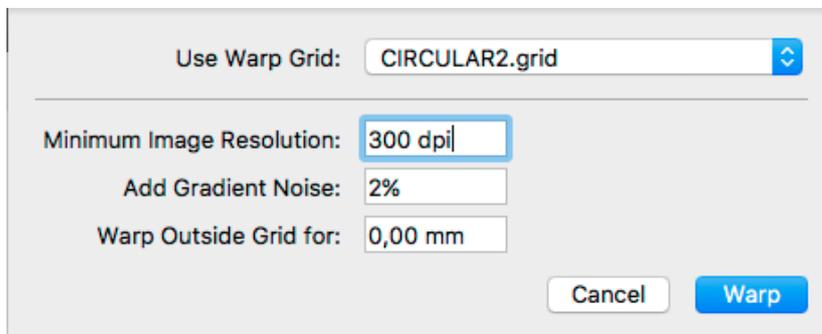 Use Warp Grid: CIRCULAR2.grid
Minimum Image Resolution: 300 dpi
Add Gradient Noise: 2%
Warp Outside Grid for: 0,00 mm
Cancel Warp